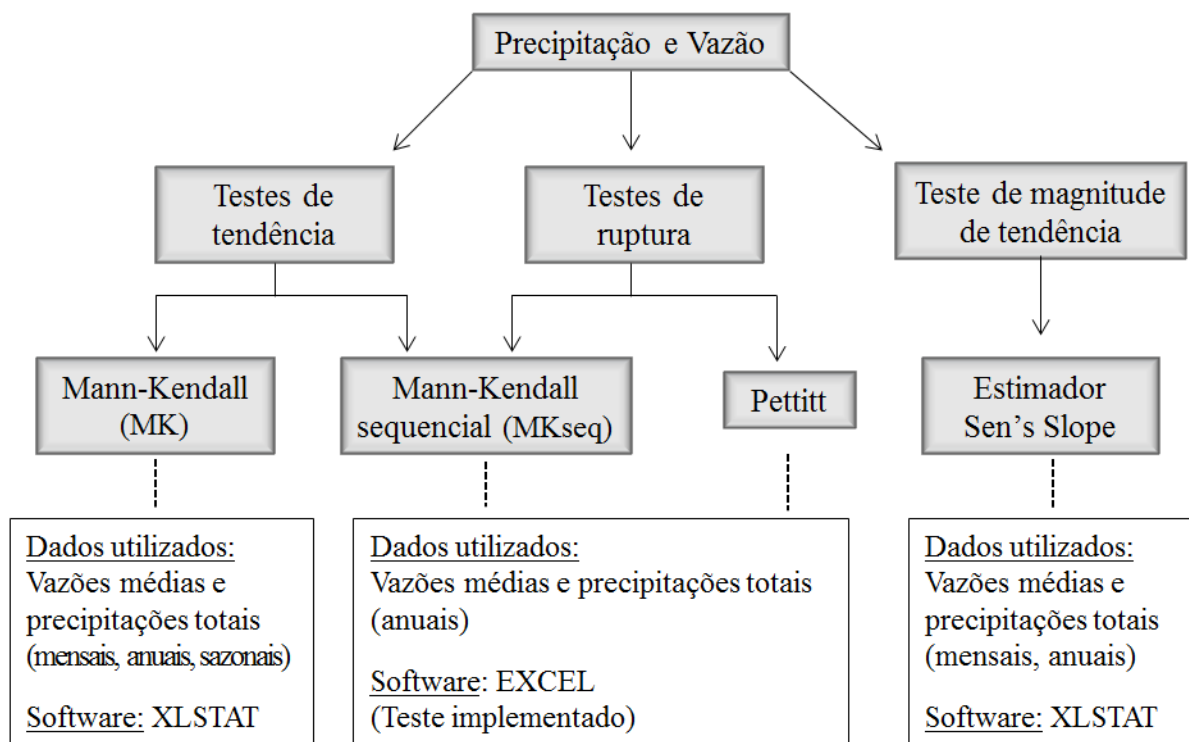 Precipitação e Vazão
Testes de
tendência
Testes de
ruptura
Teste de magnitude
de tendência
Mann-Kendall
(MK)
Mann-Kendall
sequencial (MKseq)
Pettitt
Estimador
Sen’s Slope
Dados utilizados:
Vazões médias e
precipitações totais
(mensais, anuais, sazonais)
Software: XLSTAT
Dados utilizados:
Vazões médias e precipitações totais
(anuais)
Software: EXCEL
(Teste implementado)
Dados utilizados:
Vazões médias e
precipitações totais
(mensais, anuais)
Software: XLSTAT